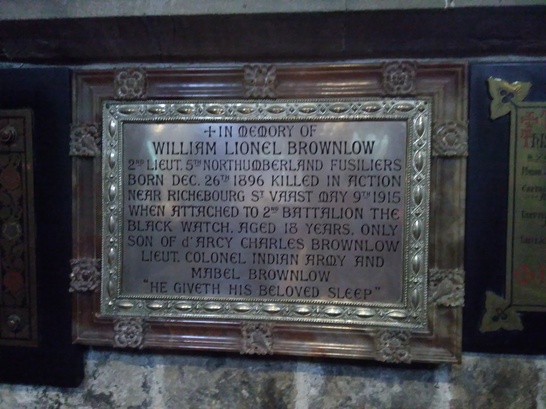 +IN MEMORY OF
WILLIAM LIONEL BROWNLOW
2ND LIEUT. 5TH NORTHUMBERLAND FUSILIERS
BORN DEC. 26TH 1896 KILLED IN ACTION
NEAR RICHEBOURG ST VAAST MAY 9TH 1915
WHEN ATTACHED TO 2ND BATTALION THE
BLACK WATCH, AGED 18 YEARS. ONLY
SON OF D'ARCY CHARLES BROWNLOW
LIEUT. COLONEL INDIAN ARMY AND
MABEL BROWNLOW
"HE GIVETH HIS BELOVED SLEEP"